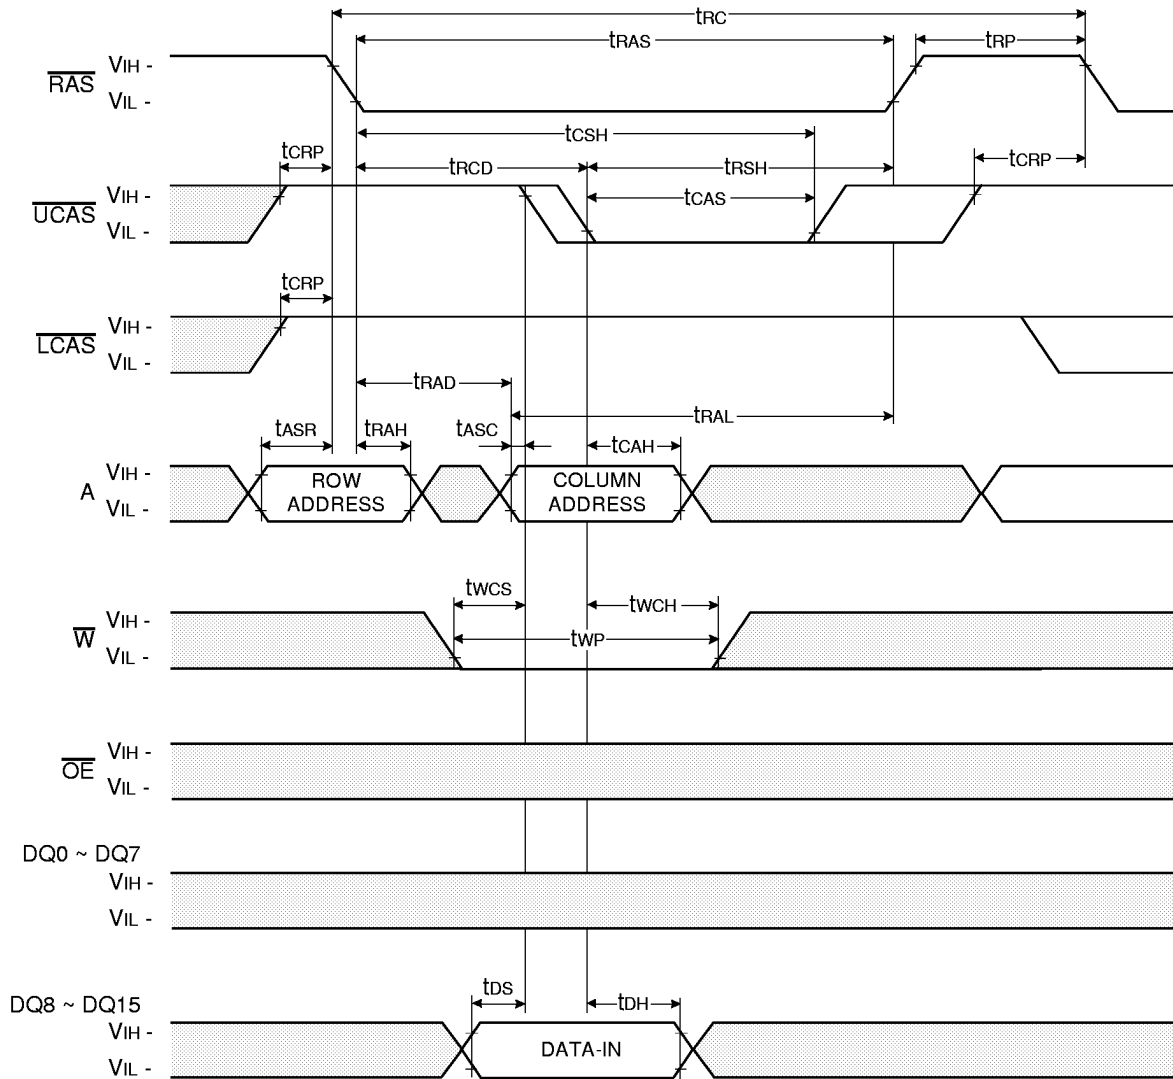 tRC
tRAS
tRP
RAS
VIH -
VIL -
tCSH
tCRP
tRCD
tRSH
tCRP
UCAS
VIH -
VIL -
tCAS
tCRP
LCAS
VIH -
VIL -
tRAD
tRAL
tASR
tRAH
tASC
tCAH
A
VIH -
VIL -
ROW
ADDRESS
COLUMN
ADDRESS
tWCS
tWCH
W
VIH -
VIL -
tWP
OE
VIH -
VIL -
DQ0 ~ DQ7
VIH -
VIL -
tDS
tDH
DQ8 ~ DQ15
VIH -
VIL -
DATA-IN